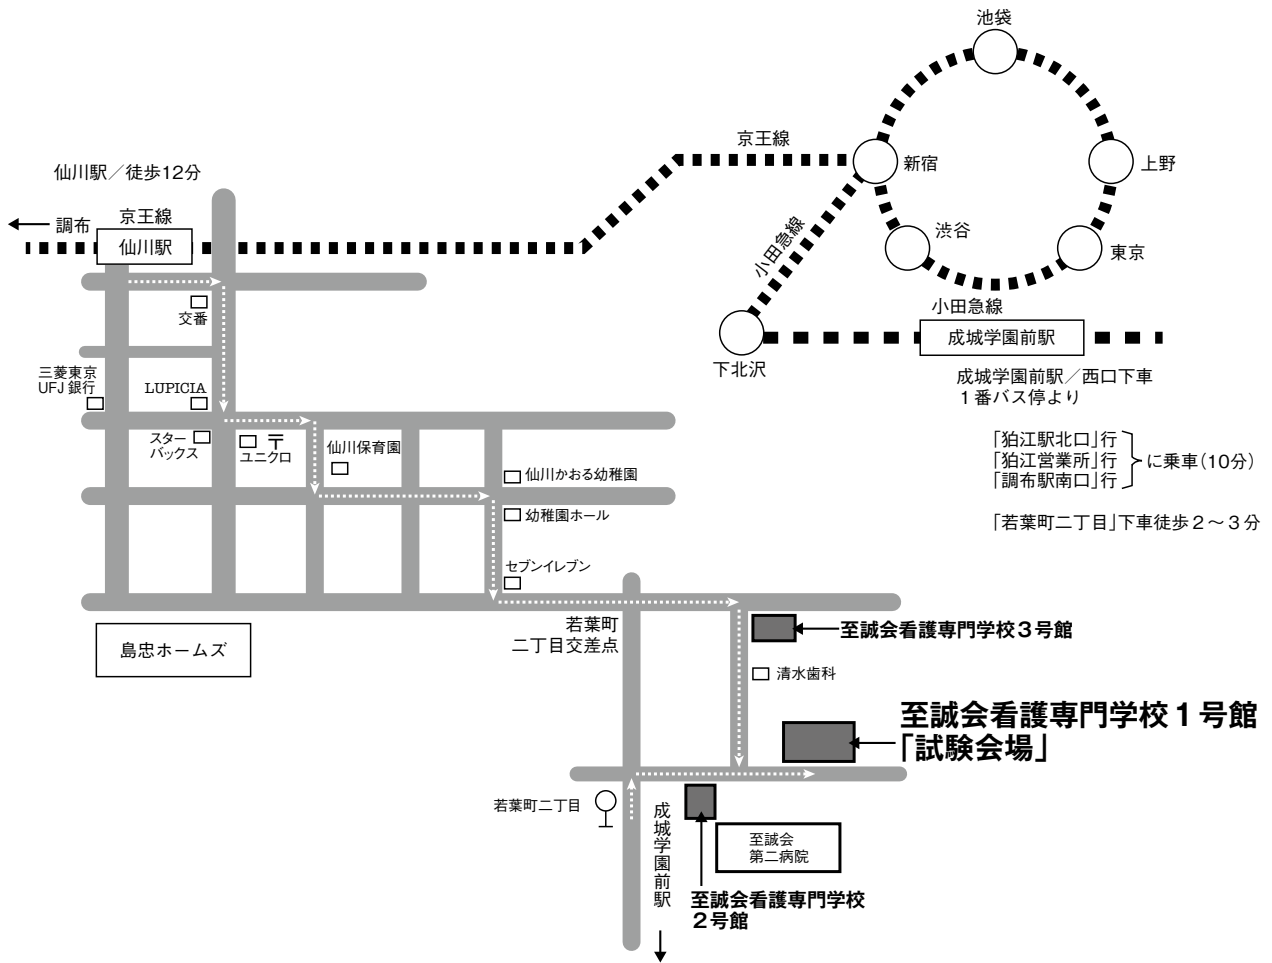 池袋
京王線
新宿
上野
仙川駅／徒歩12分
調布
京王線
仙川駅
小田急線
渋谷
東京
交番
小田急線
成城学園前駅
下北沢
三菱東京
UFJ 銀行
LUPICIA
成城学園前駅／西口下車
１番バス停より
スター
バックス
〒
ユニクロ
仙川保育園
「狛江駅北口」行
「狛江営業所」行
「調布駅南口」行
に乗車（10分）
仙川かおる幼稚園
幼稚園ホール
「若葉町二丁目」下車徒歩２～３分
セブンイレブン
島忠ホームズ
若葉町
二丁目交差点
至誠会看護専門学校３号館
清水歯科
至誠会看護専門学校１号館
「試験会場」
若葉町二丁目
成城学園前駅
至誠会
第二病院
至誠会看護専門学校
２号館